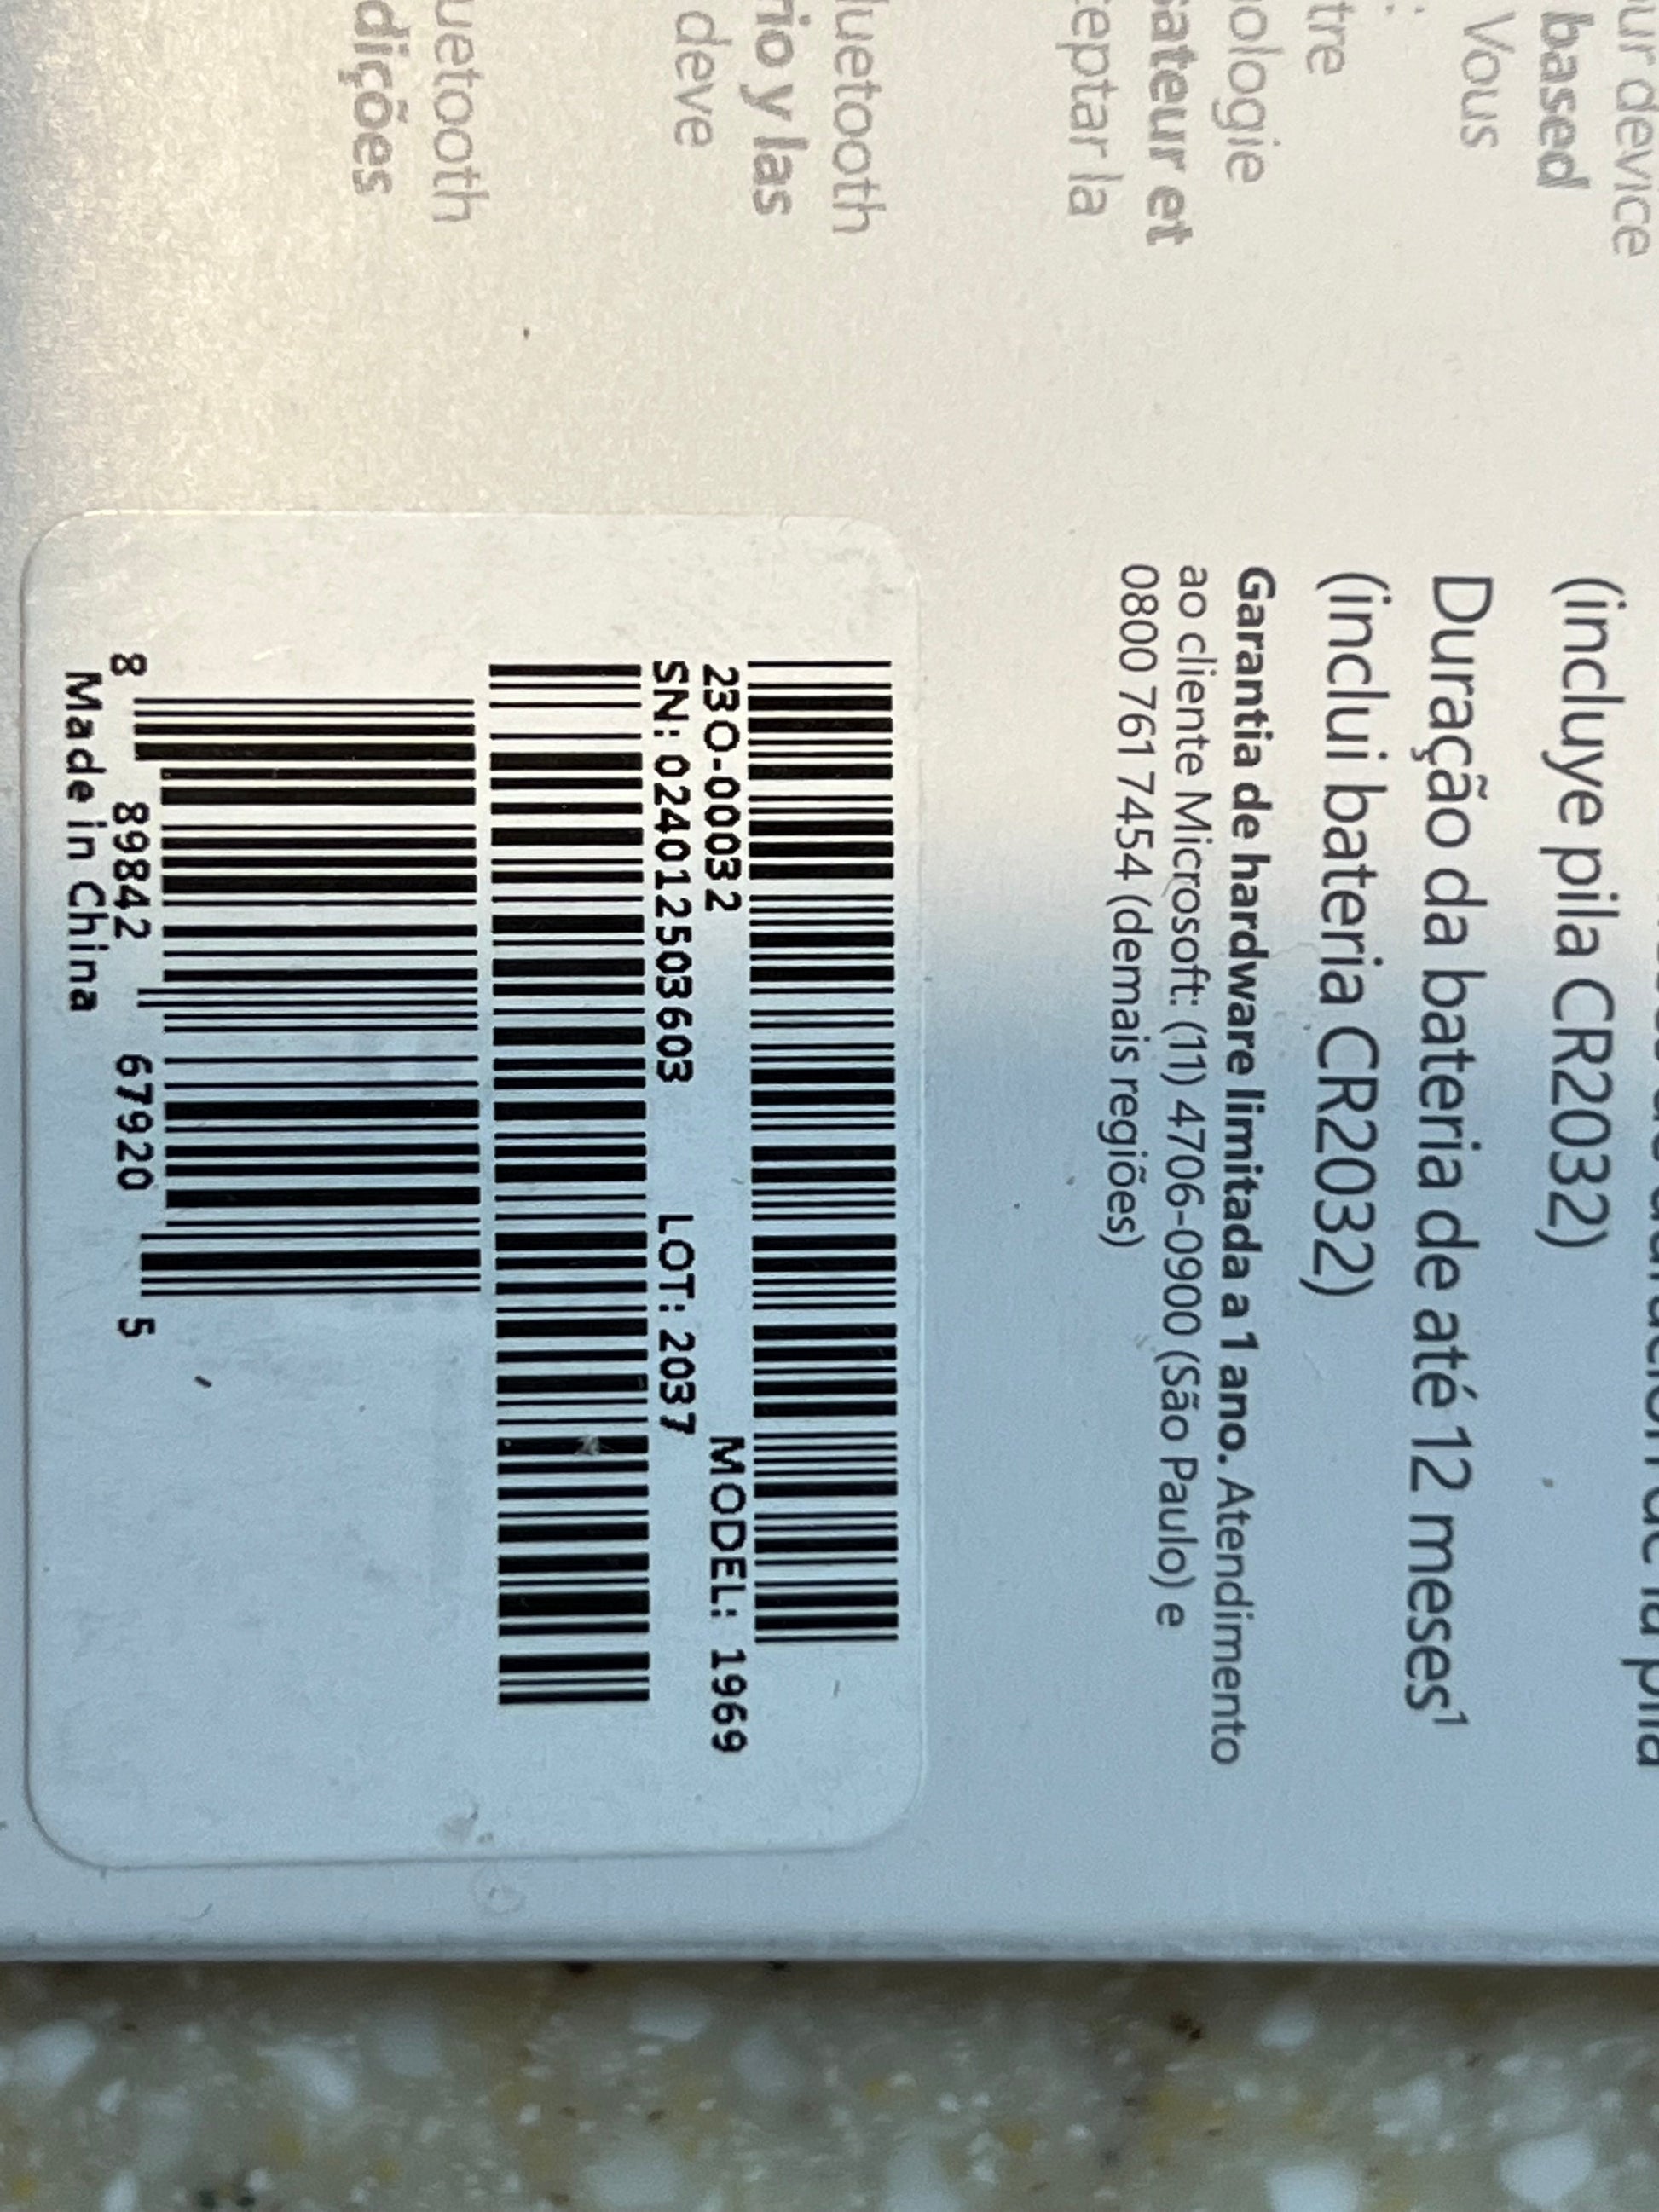 ur device
based
Vous
tre
ologie
ateur et
eptar la
luetooth
rio y las
deve
uetooth
dições
(incluye pila CR2032)
Duração da bateria de até 12 meses¹
(inclui bateria CR2032)
Garantia de hardware limitada a 1 ano. Atendimento
ao cliente Microsoft: (11) 4706-0900 (São Paulo) e
0800 761 7454 (demais regiões)
23O-00032 MODEL: 1969
SN: 024012503603 LOT: 2037
8 89842 67920 5
Made in China